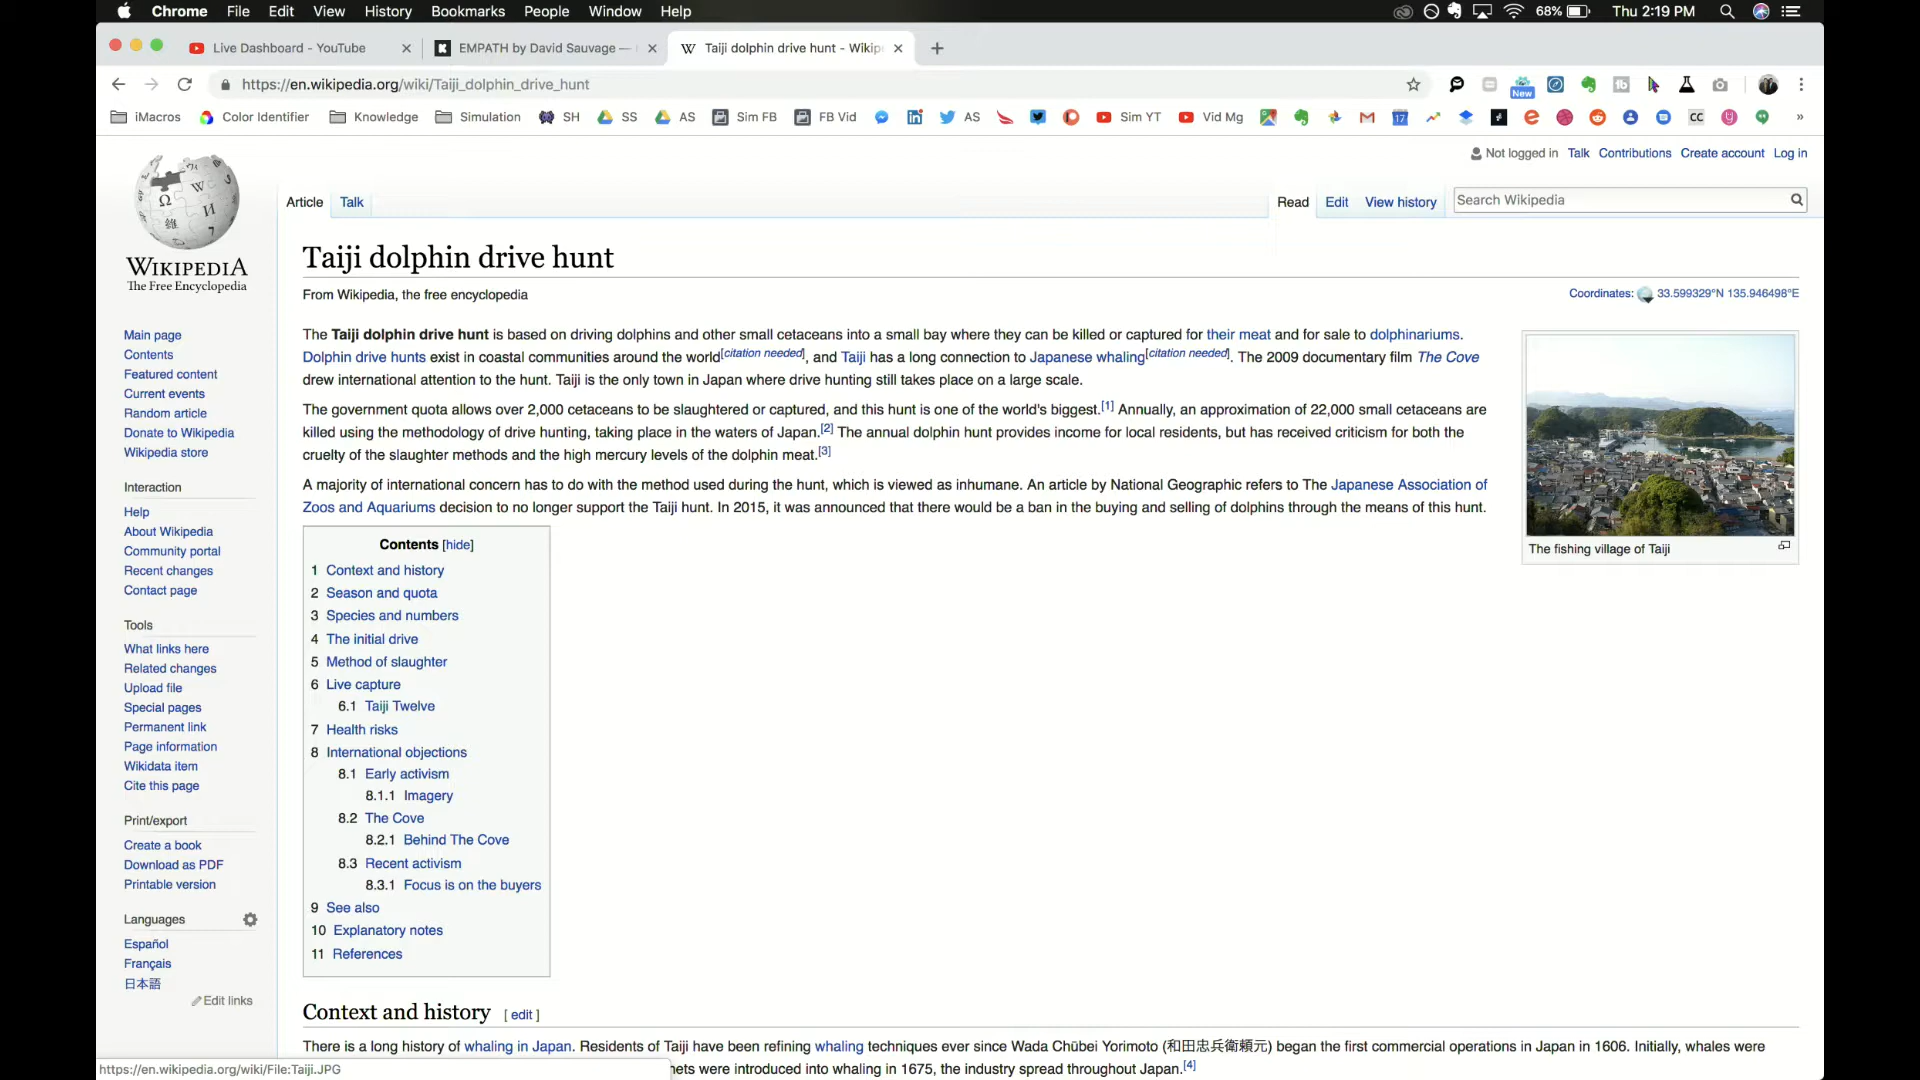 Chrome File Edit View History Bookmarks People Window Help 68% Thu 2:19 PM
Live Dashboard - YouTube EMPATH by David Sauvage — Taiji dolphin drive hunt - Wikip
https://en.wikipedia.org/wiki/Taiji_dolphin_drive_hunt New
iMacros Color Identifier Knowledge Simulation SH SS AS Sim FB FB Vid AS Sim YT Vid Mg 17 CC »
Not logged in Talk Contributions Create account Log in
Article Talk Read Edit View history Search Wikipedia
WIKIPEDIA
The Free Encyclopedia
Main page
Contents
Featured content
Current events
Random article
Donate to Wikipedia
Wikipedia store
Interaction
Help
About Wikipedia
Community portal
Recent changes
Contact page
Tools
What links here
Related changes
Upload file
Special pages
Permanent link
Page information
Wikidata item
Cite this page
Print/export
Create a book
Download as PDF
Printable version
Languages
Español
Français
日本語
Edit links
Taiji dolphin drive hunt
From Wikipedia, the free encyclopedia
Coordinates: 33.599329°N 135.946498°E
The Taiji dolphin drive hunt is based on driving dolphins and other small cetaceans into a small bay where they can be killed or captured for their meat and for sale to dolphinariums.
Dolphin drive hunts exist in coastal communities around the world[citation needed], and Taiji has a long connection to Japanese whaling[citation needed]. The 2009 documentary film The Cove
drew international attention to the hunt. Taiji is the only town in Japan where drive hunting still takes place on a large scale.
The government quota allows over 2,000 cetaceans to be slaughtered or captured, and this hunt is one of the world's biggest.[1] Annually, an approximation of 22,000 small cetaceans are
killed using the methodology of drive hunting, taking place in the waters of Japan.[2] The annual dolphin hunt provides income for local residents, but has received criticism for both the
cruelty of the slaughter methods and the high mercury levels of the dolphin meat.[3]
A majority of international concern has to do with the method used during the hunt, which is viewed as inhumane. An article by National Geographic refers to The Japanese Association of
Zoos and Aquariums decision to no longer support the Taiji hunt. In 2015, it was announced that there would be a ban in the buying and selling of dolphins through the means of this hunt.
The fishing village of Taiji
Contents [hide]
1 Context and history
2 Season and quota
3 Species and numbers
4 The initial drive
5 Method of slaughter
6 Live capture
6.1 Taiji Twelve
7 Health risks
8 International objections
8.1 Early activism
8.1.1 Imagery
8.2 The Cove
8.2.1 Behind The Cove
8.3 Recent activism
8.3.1 Focus is on the buyers
9 See also
10 Explanatory notes
11 References
Context and history [ edit ]
There is a long history of whaling in Japan. Residents of Taiji have been refining whaling techniques ever since Wada Chūbei Yorimoto (和田忠兵衛頼元) began the first commercial operations in Japan in 1606. Initially, whales were
nets were introduced into whaling in 1675, the industry spread throughout Japan.[4]
https://en.wikipedia.org/wiki/File:Taiji.JPG